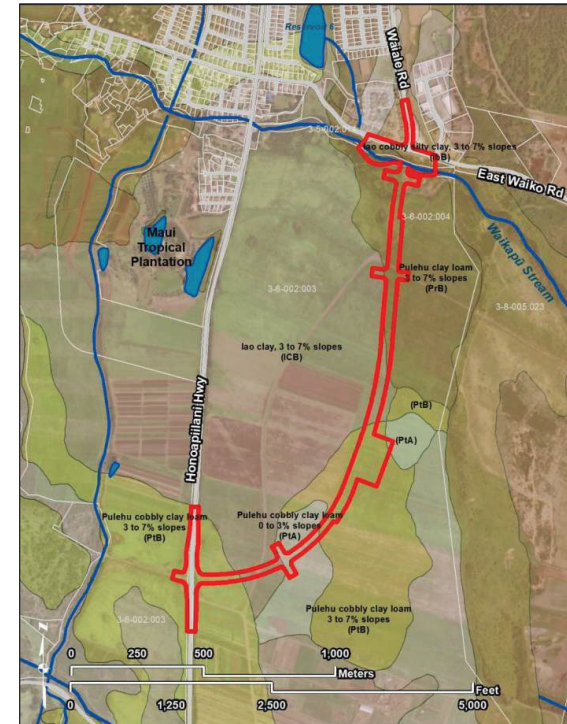 Reservoir 6
Waiale Rd
Iao cobbly silty clay, 3 to 7% slopes
(IbB)
East Waiko Rd
3-6-002:004
Maui
Tropical
Plantation
Waikapū Stream
Pulehu clay loam
3 to 7% slopes
(PrB)
3-6-002:003
3-8-005:023
Iao clay, 3 to 7% slopes
(ICB)
Honoapiilani Hwy
(PtB)
(PtA)
Pulehu cobbly clay loam
3 to 7% slopes
(PtB)
Pulehu cobbly clay loam
0 to 3% slopes
(PtA)
Pulehu cobbly clay loam
3 to 7% slopes
(PtB)
3-6-002:003
N
0 250 500 1,000
Meters
Feet
0 1,250 2,500 5,000